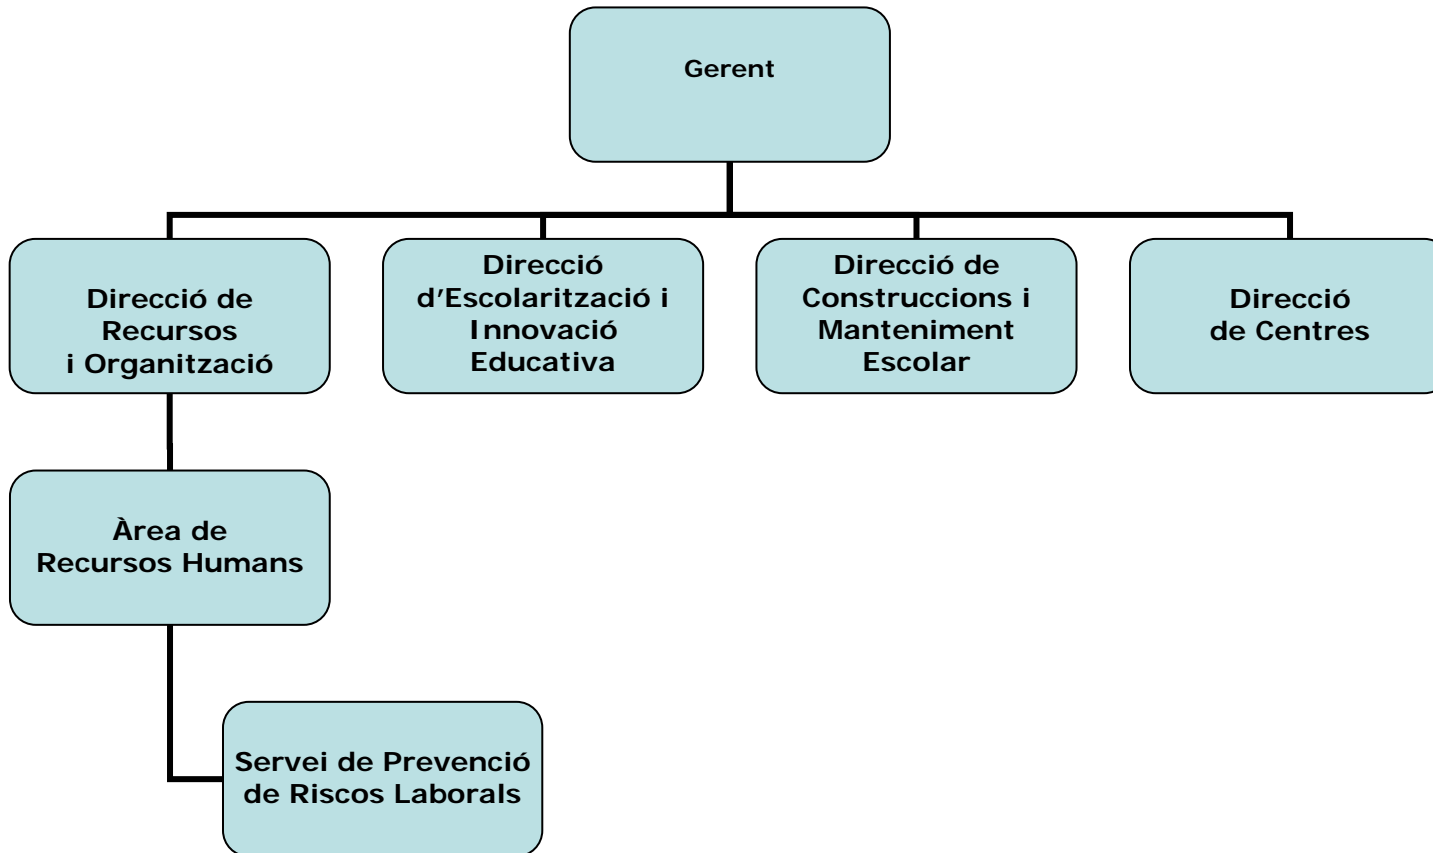 Gerent
Direcció de
Recursos
i Organització
Direcció
d'Escolarització i
Innovació
Educativa
Direcció de
Construccions i
Manteniment
Escolar
Direcció
de Centres
Àrea de
Recursos Humans
Servei de Prevenció
de Riscos Laborals